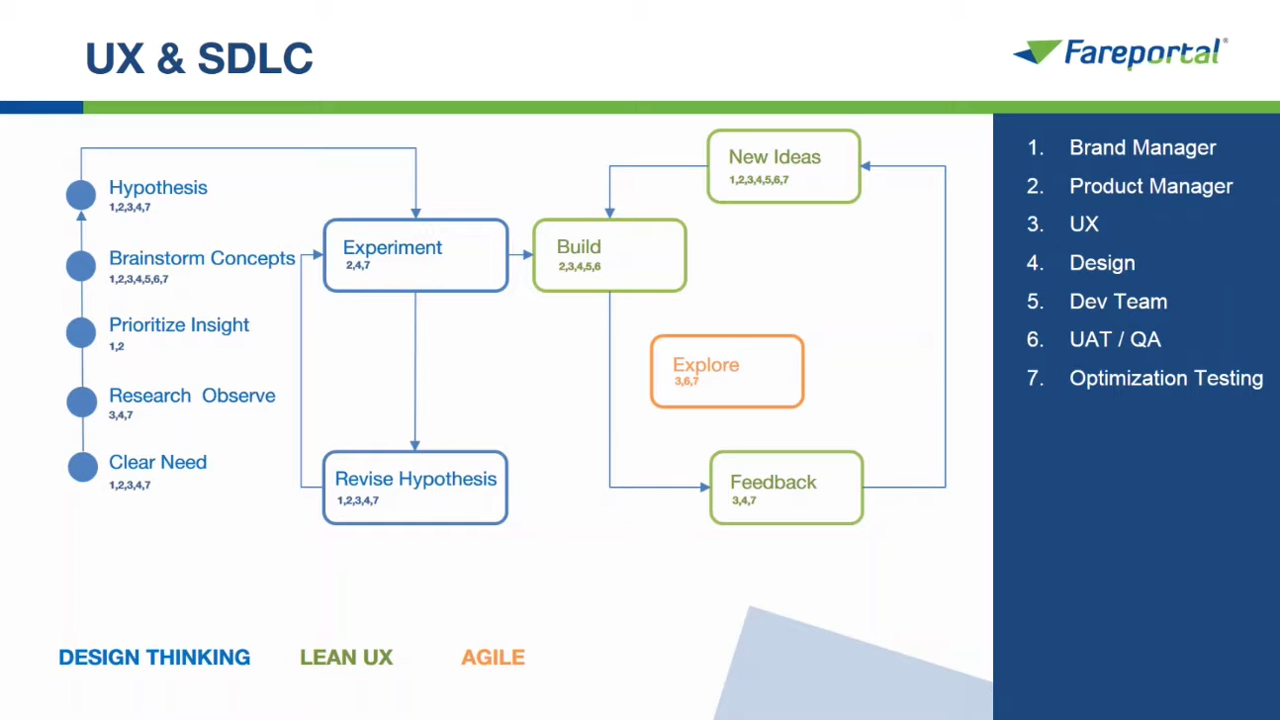 UX & SDLC
Fareportal®
Hypothesis
1,2,3,4,7
Brainstorm Concepts
1,2,3,4,5,6,7
Prioritize Insight
1,2
Research Observe
3,4,7
Clear Need
1,2,3,4,7
Experiment
2,4,7
Revise Hypothesis
1,2,3,4,7
Build
2,3,4,5,6
New Ideas
1,2,3,4,5,6,7
Explore
3,6,7
Feedback
3,4,7
1. Brand Manager
2. Product Manager
3. UX
4. Design
5. Dev Team
6. UAT / QA
7. Optimization Testing
DESIGN THINKING
LEAN UX
AGILE